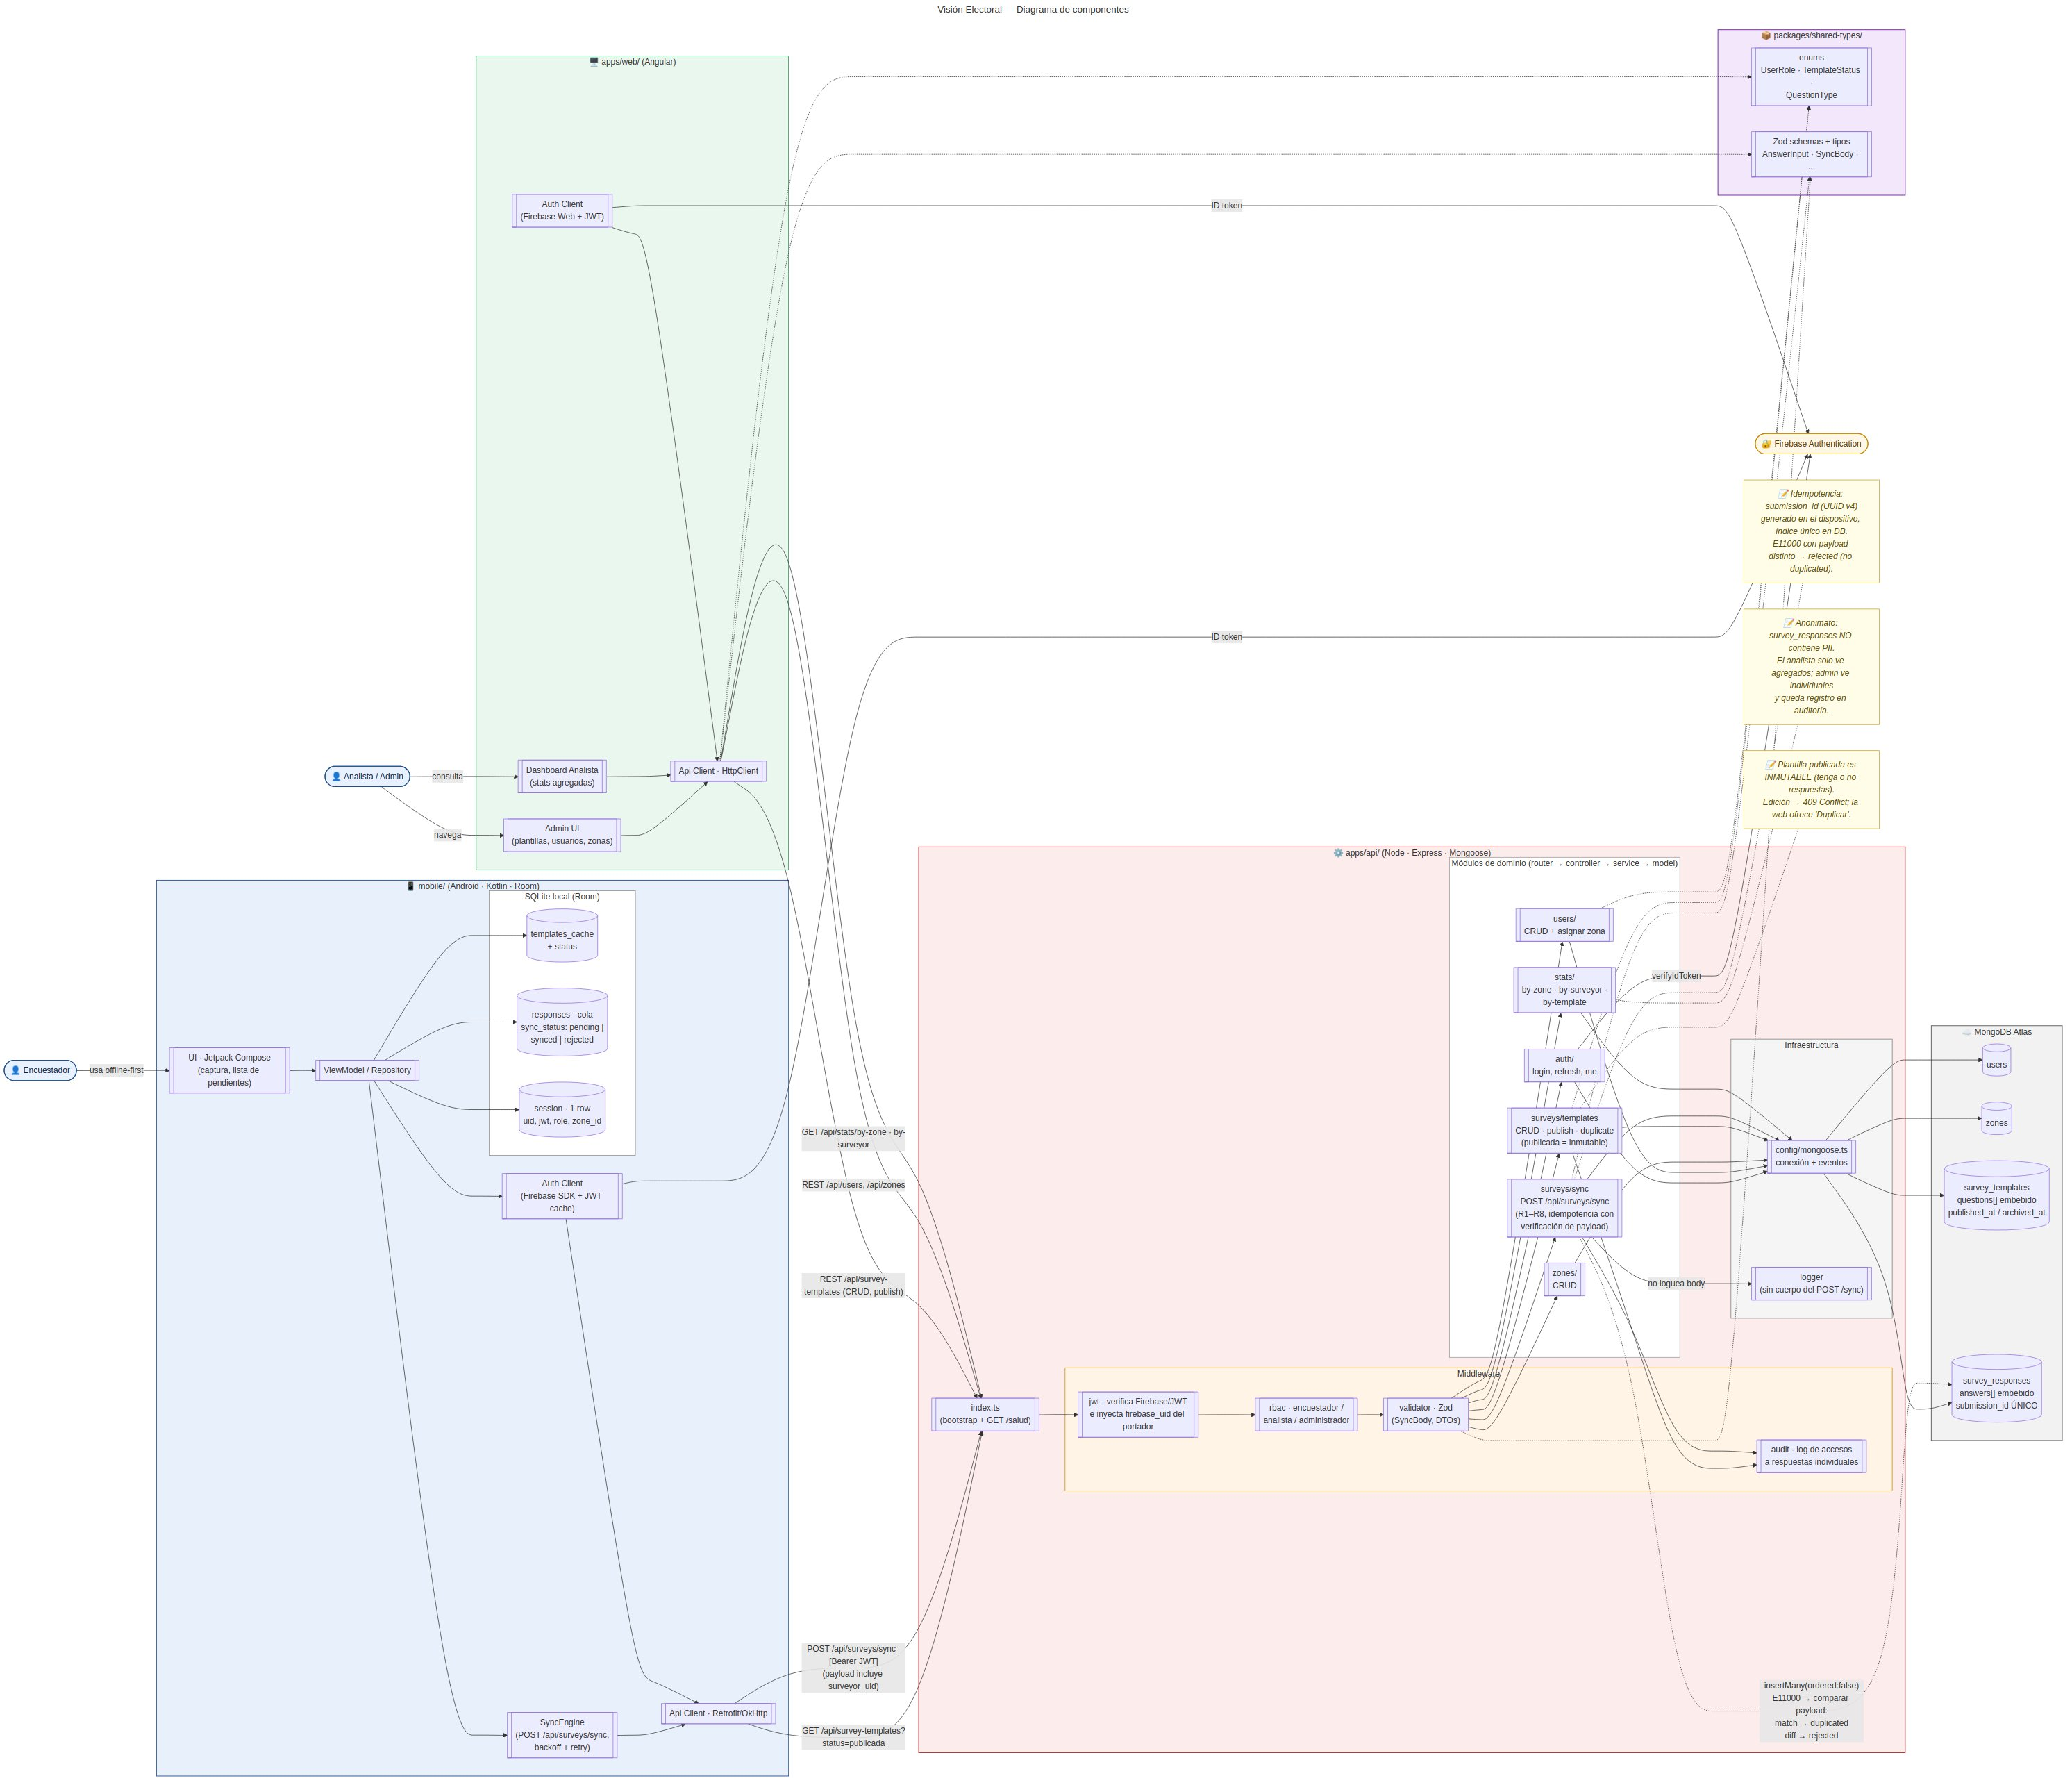 Visión Electoral — Diagrama de componentes
📦 packages/shared-types/
enums
UserRole · TemplateStatus
·
QuestionType
Zod schemas + tipos
AnswerInput · SyncBody ·
...
🖥️ apps/web/ (Angular)
Auth Client
(Firebase Web + JWT)
ID token
🔐 Firebase Authentication
📝 Idempotencia:
submission_id (UUID v4)
generado en el dispositivo,
índice único en DB.
E11000 con payload
distinto → rejected (no
duplicated).
ID token
📝 Anonimato:
survey_responses NO
contiene PII.
El analista solo ve
agregados; admin ve
individuales
y queda registro en
auditoría.
👤 Analista / Admin
consulta
navega
Dashboard Analista
(stats agregadas)
Api Client · HttpClient
Admin UI
(plantillas, usuarios, zonas)
📝 Plantilla publicada es
INMUTABLE (tenga o no
respuestas).
Edición → 409 Conflict; la
web ofrece 'Duplicar'.
📱 mobile/ (Android · Kotlin · Room)
SQLite local (Room)
templates_cache
+ status
responses · cola
sync_status: pending |
synced | rejected
session · 1 row
uid, jwt, role, zone_id
👤 Encuestador
usa offline-first
UI · Jetpack Compose
(captura, lista de
pendientes)
ViewModel / Repository
Auth Client
(Firebase SDK + JWT
cache)
SyncEngine
(POST /api/surveys/sync,
backoff + retry)
Api Client · Retrofit/OkHttp
GET /api/stats/by-zone · by-
surveyor
REST /api/users, /api/zones
REST /api/survey-
templates (CRUD, publish)
POST /api/surveys/sync
[Bearer JWT]
(payload incluye
surveyor_uid)
GET /api/survey-templates?
status=publicada
⚙️ apps/api/ (Node · Express · Mongoose)
Módulos de dominio (router → controller → service → model)
users/
CRUD + asignar zona
stats/
by-zone · by-surveyor ·
by-template
verifyIdToken
auth/
login, refresh, me
surveys/templates
CRUD · publish · duplicate
(publicada = inmutable)
surveys/sync
POST /api/surveys/sync
(R1–R8, idempotencia con
verificación de payload)
zones/
CRUD
no loguea body
Infraestructura
config/mongoose.ts
conexión + eventos
logger
(sin cuerpo del POST /sync)
Middleware
index.ts
(bootstrap + GET /salud)
jwt · verifica Firebase/JWT
e inyecta firebase_uid del
portador
rbac · encuestador /
analista / administrador
validator · Zod
(SyncBody, DTOs)
audit · log de accesos
a respuestas individuales
insertMany(ordered:false)
E11000 → comparar
payload:
match → duplicated
diff → rejected
☁️ MongoDB Atlas
users
zones
survey_templates
questions[] embebido
published_at / archived_at
survey_responses
answers[] embebido
submission_id ÚNICO